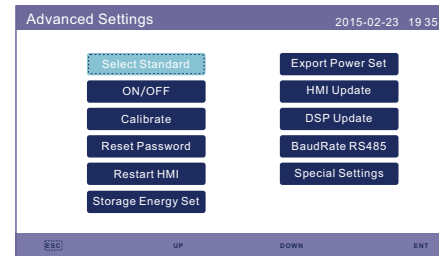 Advanced Settings 2015-02-23 19 35
Select Standard Export Power Set
ON/OFF HMI Update
Calibrate DSP Update
Reset Password BaudRate RS485
Restart HMI Special Settings
Storage Energy Set
ESC UP DOWN ENT